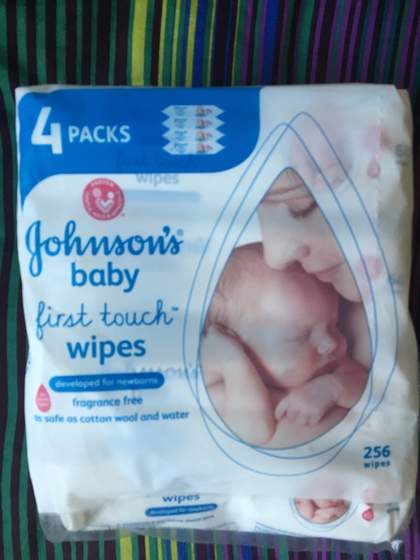 4 PACKS
wipes
Johnson's®
baby
first touch™
wipes
developed for newborns
fragrance free
as safe as cotton wool and water
256
wipes
wipes
developed for newborns